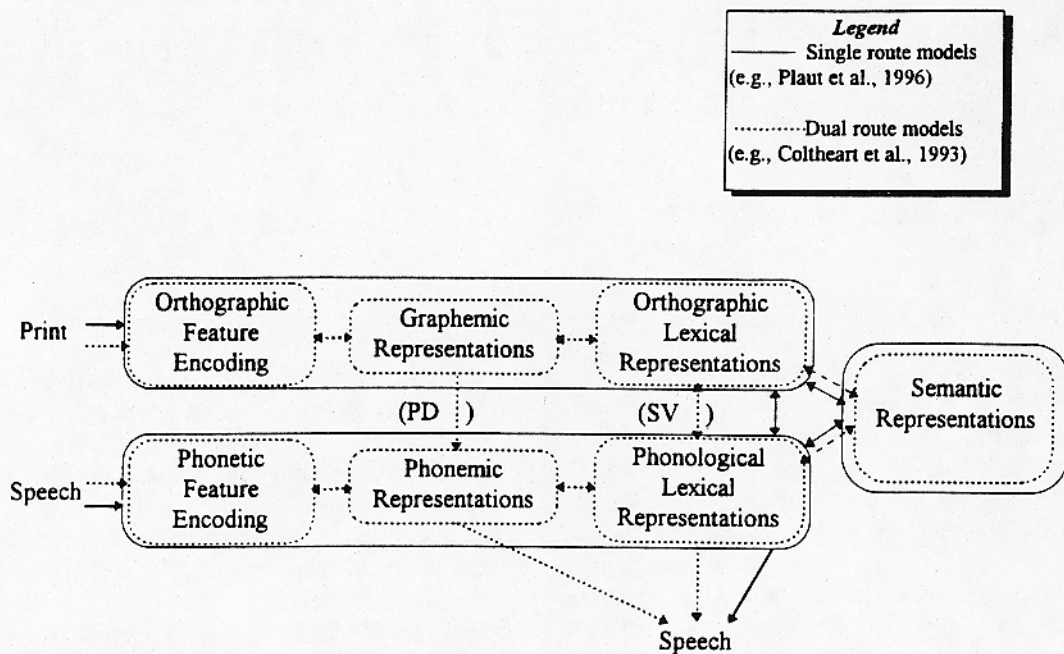 Legend
Single route models
(e.g., Plaut et al., 1996)
Dual route models
(e.g., Coltheart et al., 1993)
Print
Orthographic
Feature
Encoding
Graphemic
Representations
Orthographic
Lexical
Representations
Semantic
Representations
(PD )
(SV )
Speech
Phonetic
Feature
Encoding
Phonemic
Representations
Phonological
Lexical
Representations
Speech